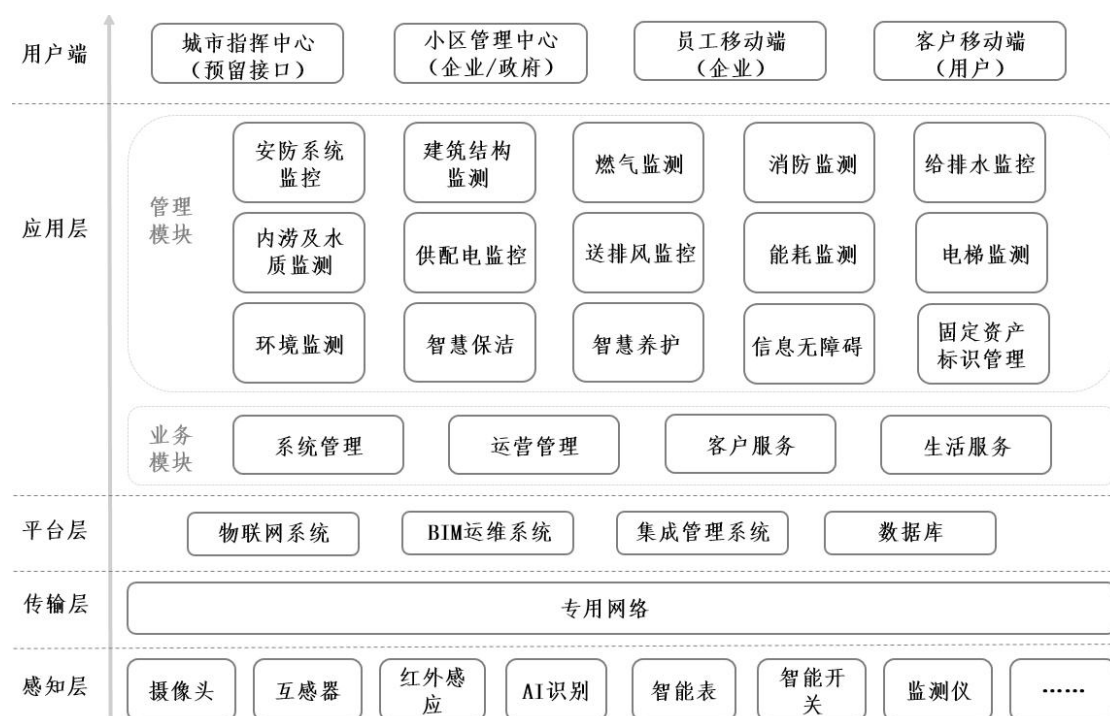 用户端
城市指挥中心
（预留接口）
小区管理中心
（企业/政府）
员工移动端
（企业）
客户移动端
（用户）
应用层
管理
模块
安防系统
监控
建筑结构
监测
燃气监测
消防监测
给排水监控
内涝及水
质监测
供配电监控
送排风监控
能耗监测
电梯监测
环境监测
智慧保洁
智慧养护
信息无障碍
固定资产
标识管理
业务
模块
系统管理
运营管理
客户服务
生活服务
平台层
物联网系统
BIM运维系统
集成管理系统
数据库
传输层
专用网络
感知层
摄像头
互感器
红外感
应
AI识别
智能表
智能开
关
监测仪
……